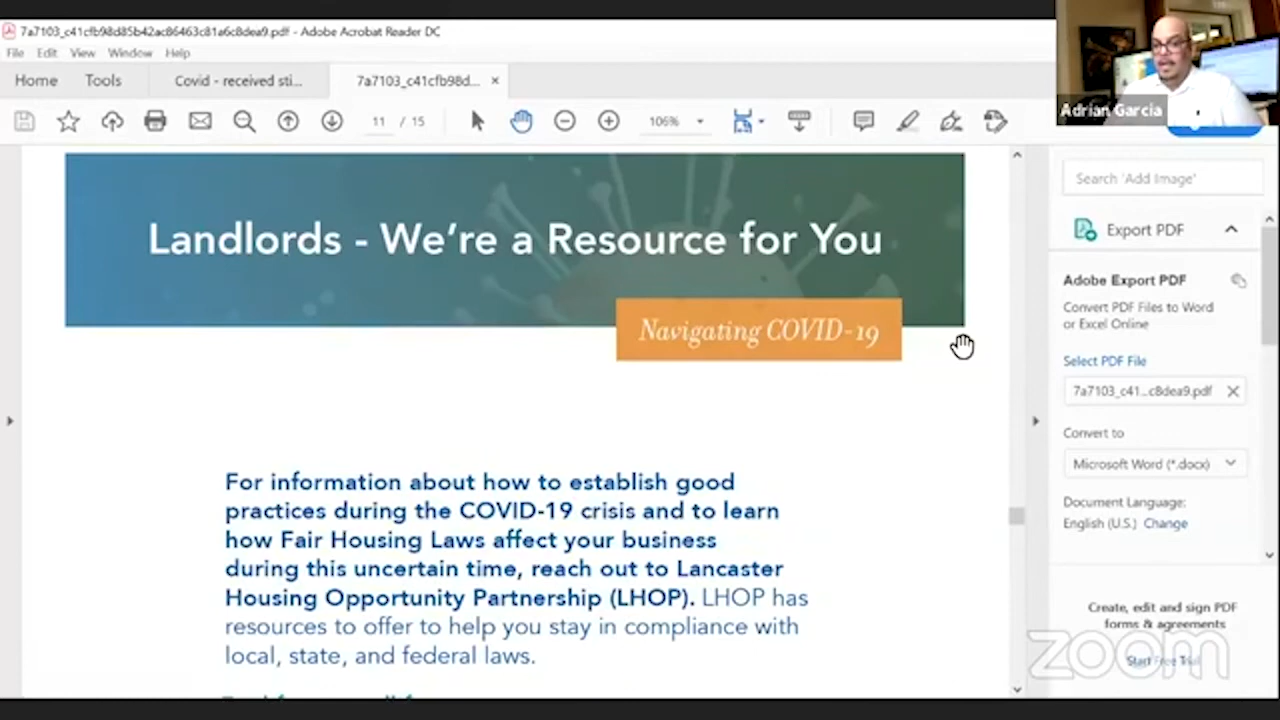 7a7103_c41cfb98d85b42ac86463c81a6c8dea9.pdf - Adobe Acrobat Reader DC
File Edit View Window Help
Home Tools Covid - received sti... 7a7103_c41cfb98d... ×
11 / 15 106%
Adrian Garcia
Landlords - We're a Resource for You
Navigating COVID-19
For information about how to establish good
practices during the COVID-19 crisis and to learn
how Fair Housing Laws affect your business
during this uncertain time, reach out to Lancaster
Housing Opportunity Partnership (LHOP). LHOP has
resources to offer to help you stay in compliance with
local, state, and federal laws.
Search 'Add Image'
Export PDF
Adobe Export PDF
Convert PDF Files to Word
or Excel Online
Select PDF File
7a7103_c41...c8dea9.pdf
Convert to
Microsoft Word (*.docx)
Document Language:
English (U.S.) Change
Create, edit and sign PDF
forms & agreements
Start Free Trial
zoom